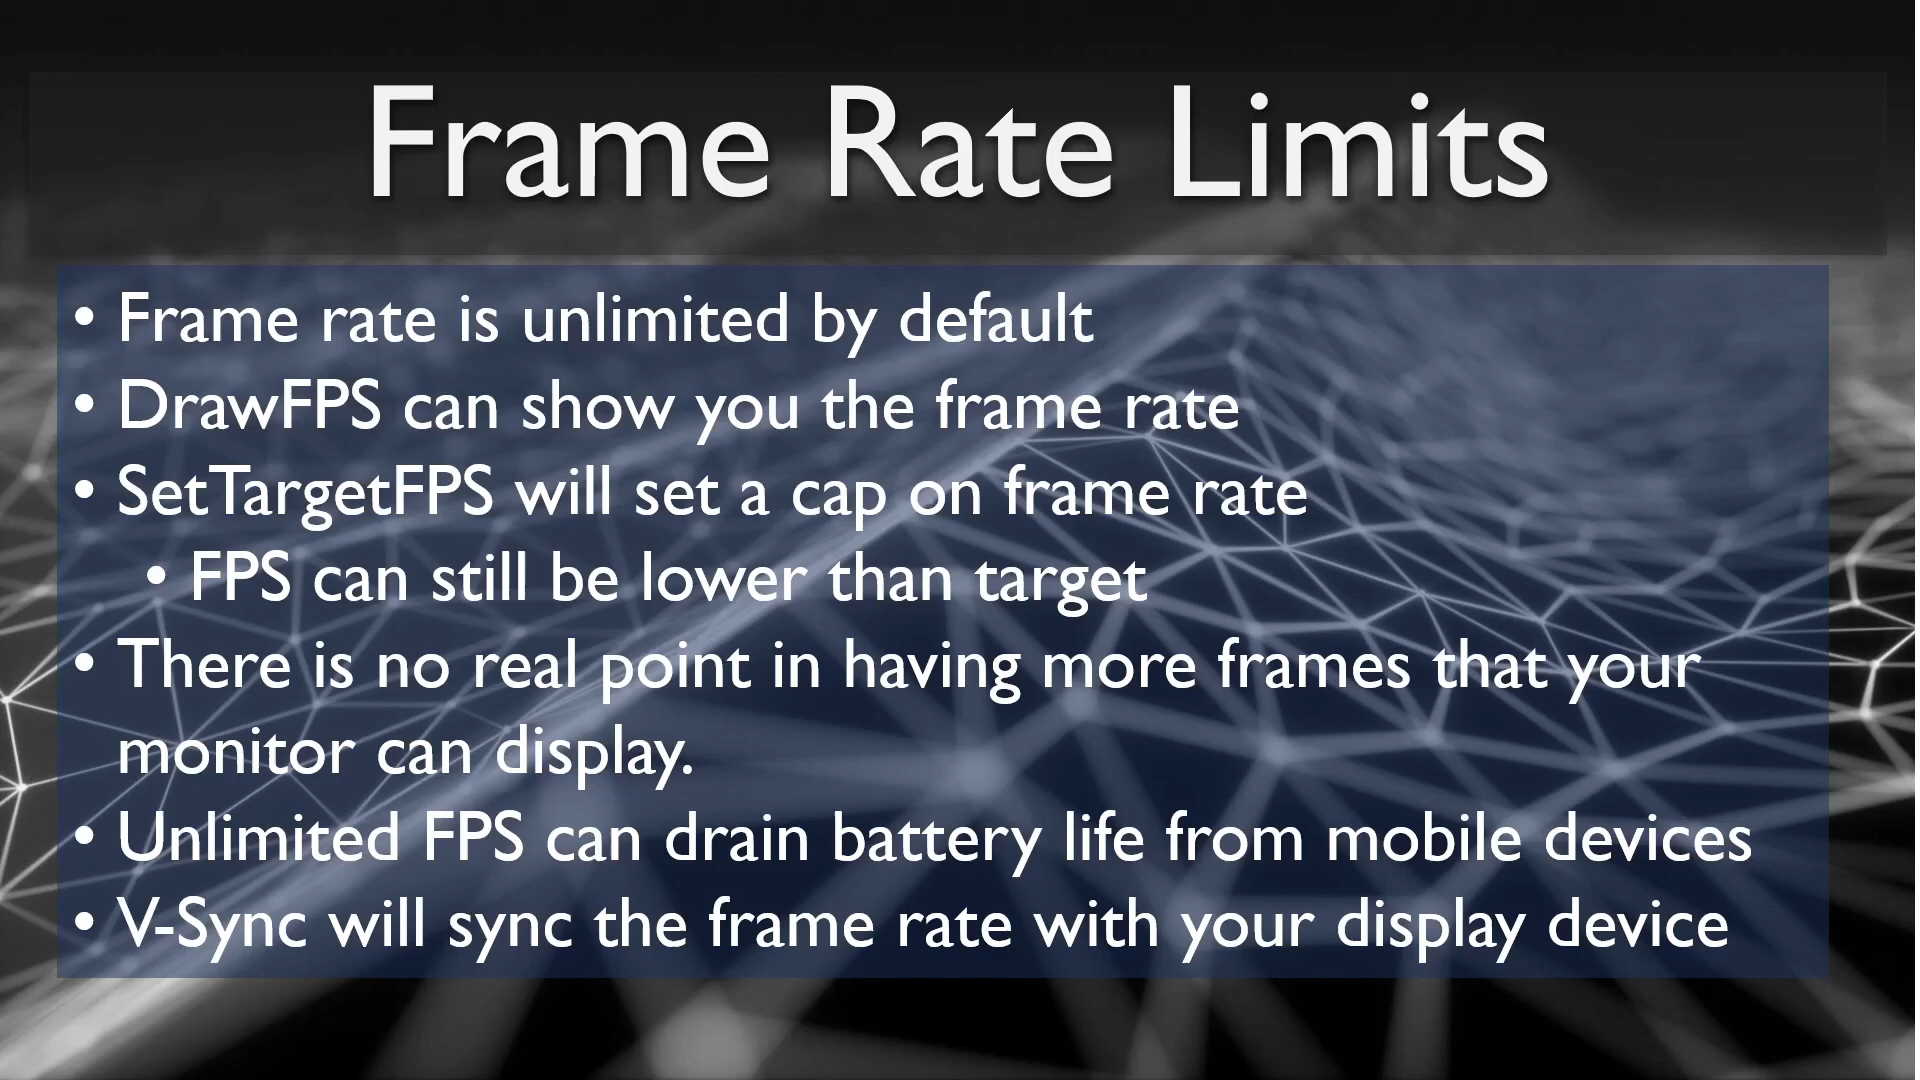 Frame Rate Limits
• Frame rate is unlimited by default
• DrawFPS can show you the frame rate
• SetTargetFPS will set a cap on frame rate
• FPS can still be lower than target
• There is no real point in having more frames that your
monitor can display.
• Unlimited FPS can drain battery life from mobile devices
• V-Sync will sync the frame rate with your display device